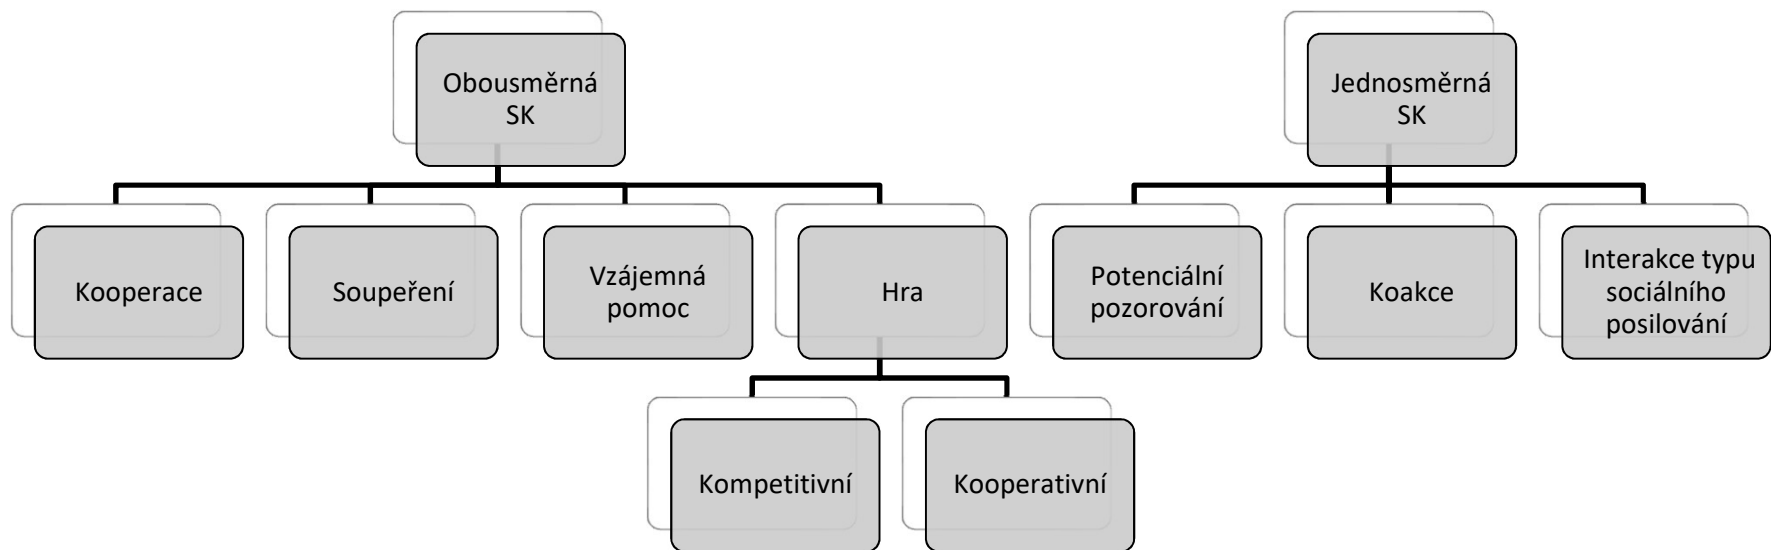 Obousměrná
SK
Jednosměrná
SK
Kooperace
Soupeření
Vzájemná
pomoc
Hra
Potenciální
pozorování
Koakce
Interakce typu
sociálního
posilování
Kompetitivní
Kooperativní